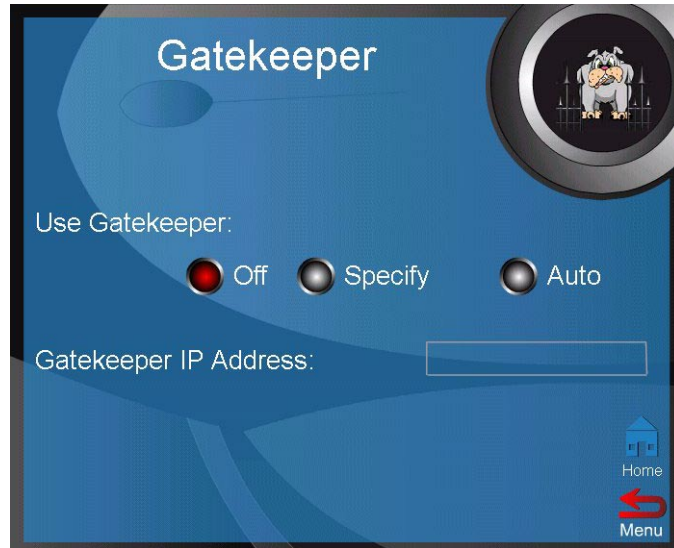 Gatekeeper
Use Gatekeeper:
Off Specify Auto
Gatekeeper IP Address:
Home
Menu